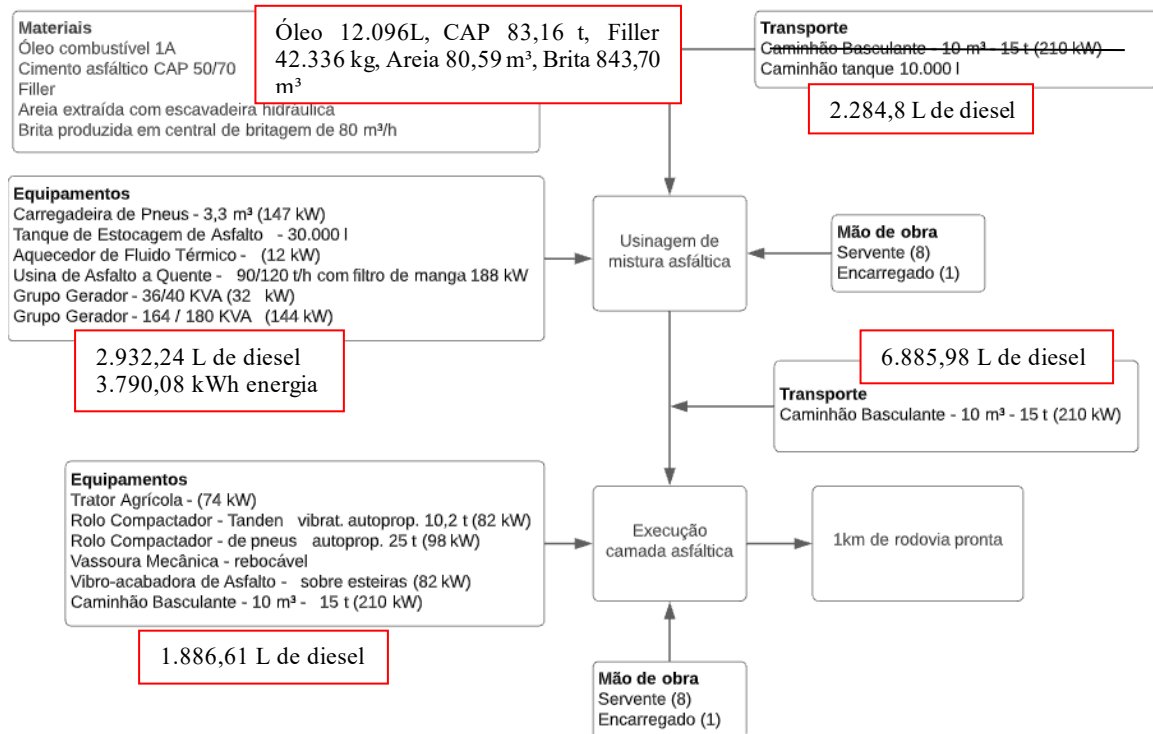 Materiais
Óleo combustível 1A
Cimento asfáltico CAP 50/70
Filler
Areia extraída com escavadeira hidráulica
Brita produzida em central de britagem de 80 m³/h
Óleo 12.096L, CAP 83,16 t, Filler
42.336 kg, Areia 80,59 m³, Brita 843,70
m³
Transporte
Caminhão Basculante - 10 m³ - 15 t (210 kW)
Caminhão tanque 10.000 l
2.284,8 L de diesel
Equipamentos
Carregadeira de Pneus - 3,3 m³ (147 kW)
Tanque de Estocagem de Asfalto - 30.000 l
Aquecedor de Fluido Térmico - (12 kW)
Usina de Asfalto a Quente - 90/120 t/h com filtro de manga 188 kW
Grupo Gerador - 36/40 KVA (32 kW)
Grupo Gerador - 164 / 180 KVA (144 kW)
2.932,24 L de diesel
3.790,08 kWh energia
Usinagem de
mistura asfáltica
Mão de obra
Servente (8)
Encarregado (1)
6.885,98 L de diesel
Transporte
Caminhão Basculante - 10 m³ - 15 t (210 kW)
Equipamentos
Trator Agrícola - (74 kW)
Rolo Compactador - Tanden vibrat. autoprop. 10,2 t (82 kW)
Rolo Compactador - de pneus autoprop. 25 t (98 kW)
Vassoura Mecânica - rebocável
Vibro-acabadora de Asfalto - sobre esteiras (82 kW)
Caminhão Basculante - 10 m³ - 15 t (210 kW)
1.886,61 L de diesel
Execução
camada asfáltica
1km de rodovia pronta
Mão de obra
Servente (8)
Encarregado (1)